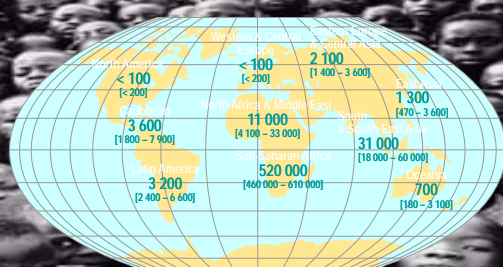 Western & Central
Europe
< 100
[< 200]
Eastern Europe
& Central Asia
2 100
[1 400 – 3 600]
North America
< 100
[< 200]
East Asia
1 300
[470 – 3 600]
Caribbean
3 600
[1 800 – 7 900]
North Africa & Middle East
11 000
[4 100 – 33 000]
South
& South-East Asia
31 000
[18 000 – 60 000]
Sub-Saharan Africa
520 000
[460 000 – 610 000]
Latin America
3 200
[2 400 – 6 600]
Oceania
700
[180 – 3 100]